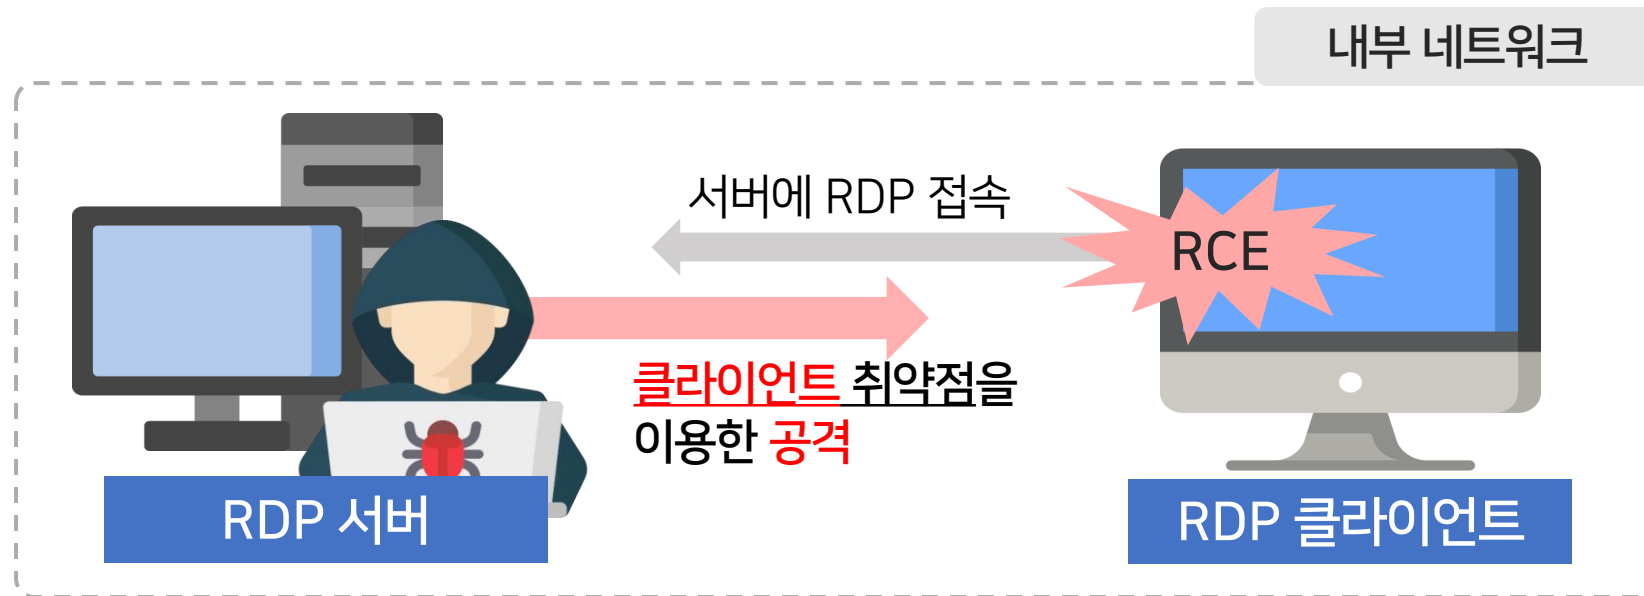 내부 네트워크
서버에 RDP 접속
RCE
클라이언트 취약점을
이용한 공격
RDP 서버
RDP 클라이언트